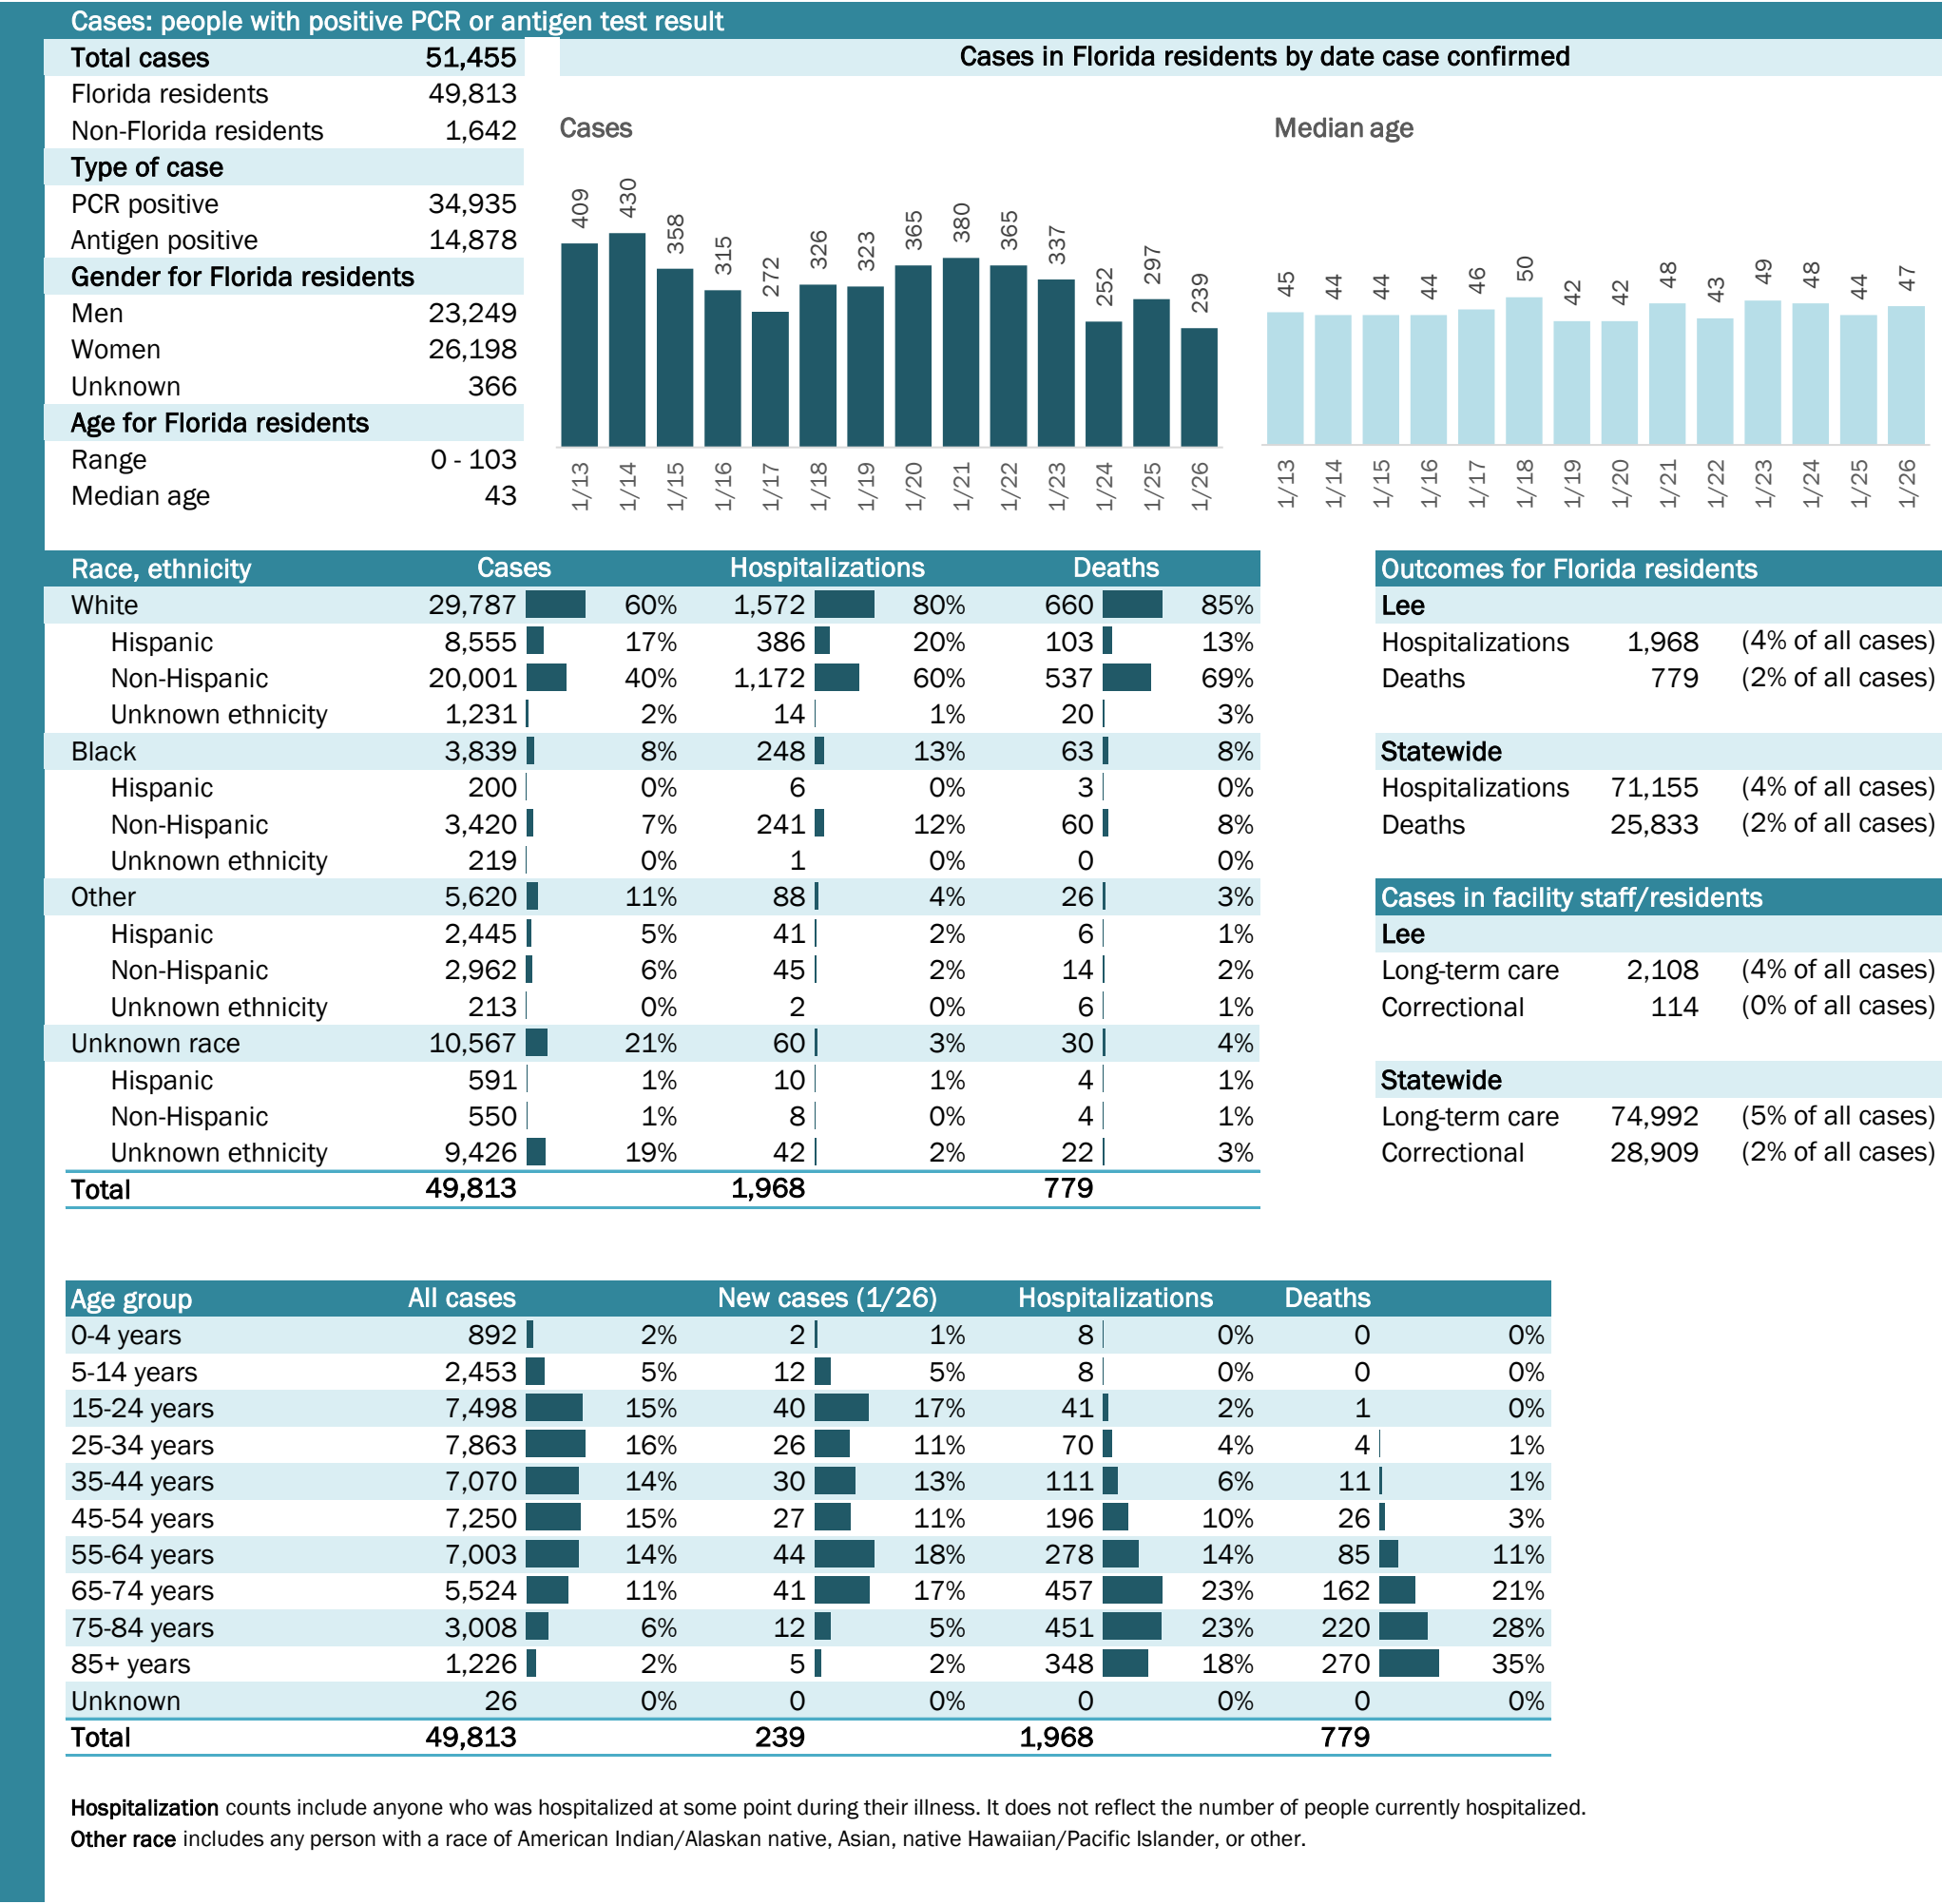 Cases: people with positive PCR or antigen test result
Total cases 51,455
Florida residents 49,813
Non-Florida residents 1,642
Type of case
PCR positive 34,935
Antigen positive 14,878
Gender for Florida residents
Men 23,249
Women 26,198
Unknown 366
Age for Florida residents
Range 0 - 103
Median age 43
Cases in Florida residents by date case confirmed
Cases
409 430 358 315 272 326 323 365 380 365 337 252 297 239
1/13 1/14 1/15 1/16 1/17 1/18 1/19 1/20 1/21 1/22 1/23 1/24 1/25 1/26
Median age
45 44 44 44 46 50 42 42 48 43 49 48 44 47
1/13 1/14 1/15 1/16 1/17 1/18 1/19 1/20 1/21 1/22 1/23 1/24 1/25 1/26
Race, ethnicity Cases Hospitalizations Deaths
White 29,787 60% 1,572 80% 660 85%
Hispanic 8,555 17% 386 20% 103 13%
Non-Hispanic 20,001 40% 1,172 60% 537 69%
Unknown ethnicity 1,231 2% 14 1% 20 3%
Black 3,839 8% 248 13% 63 8%
Hispanic 200 0% 6 0% 3 0%
Non-Hispanic 3,420 7% 241 12% 60 8%
Unknown ethnicity 219 0% 1 0% 0 0%
Other 5,620 11% 88 4% 26 3%
Hispanic 2,445 5% 41 2% 6 1%
Non-Hispanic 2,962 6% 45 2% 14 2%
Unknown ethnicity 213 0% 2 0% 6 1%
Unknown race 10,567 21% 60 3% 30 4%
Hispanic 591 1% 10 1% 4 1%
Non-Hispanic 550 1% 8 0% 4 1%
Unknown ethnicity 9,426 19% 42 2% 22 3%
Total 49,813 1,968 779
Outcomes for Florida residents
Lee
Hospitalizations 1,968 (4% of all cases)
Deaths 779 (2% of all cases)
Statewide
Hospitalizations 71,155 (4% of all cases)
Deaths 25,833 (2% of all cases)
Cases in facility staff/residents
Lee
Long-term care 2,108 (4% of all cases)
Correctional 114 (0% of all cases)
Statewide
Long-term care 74,992 (5% of all cases)
Correctional 28,909 (2% of all cases)
Age group All cases New cases (1/26) Hospitalizations Deaths
0-4 years 892 2% 2 1% 8 0% 0 0%
5-14 years 2,453 5% 12 5% 8 0% 0 0%
15-24 years 7,498 15% 40 17% 41 2% 1 0%
25-34 years 7,863 16% 26 11% 70 4% 4 1%
35-44 years 7,070 14% 30 13% 111 6% 11 1%
45-54 years 7,250 15% 27 11% 196 10% 26 3%
55-64 years 7,003 14% 44 18% 278 14% 85 11%
65-74 years 5,524 11% 41 17% 457 23% 162 21%
75-84 years 3,008 6% 12 5% 451 23% 220 28%
85+ years 1,226 2% 5 2% 348 18% 270 35%
Unknown 26 0% 0 0% 0 0% 0 0%
Total 49,813 239 1,968 779
Hospitalization counts include anyone who was hospitalized at some point during their illness. It does not reflect the number of people currently hospitalized.
Other race includes any person with a race of American Indian/Alaskan native, Asian, native Hawaiian/Pacific Islander, or other.